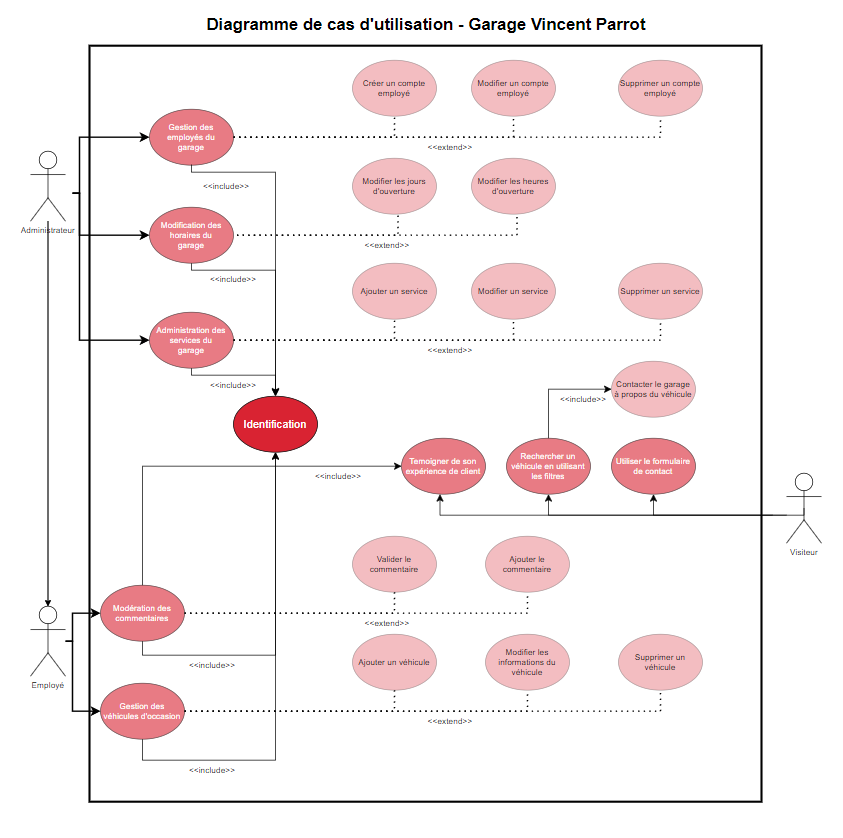 Diagramme de cas d'utilisation - Garage Vincent Parrot
Créer un compte
employé
Modifier un compte
employé
Supprimer un compte
employé
Gestion des
employés du
garage
<<extend>>
<<include>>
Administrateur
Modifier les jours
d'ouverture
Modifier les heures
d'ouverture
Modification des
horaires du
garage
<<extend>>
<<include>>
Ajouter un service
Modifier un service
Supprimer un service
Administration des
services du
garage
<<extend>>
<<include>>
Contacter le garage
à propos du véhicule
<<include>>
Identification
Temoigner de son
expérience de client
Rechercher un
véhicule en utilisant
les filtres
Utiliser le formulaire
de contact
<<include>>
Visiteur
Valider le
commentaire
Ajouter le
commentaire
Modération des
commentaires
<<extend>>
<<include>>
Employé
Ajouter un véhicule
Modifier les
informations du
véhicule
Supprimer un
véhicule
Gestion des
véhicules d'occasion
<<extend>>
<<include>>